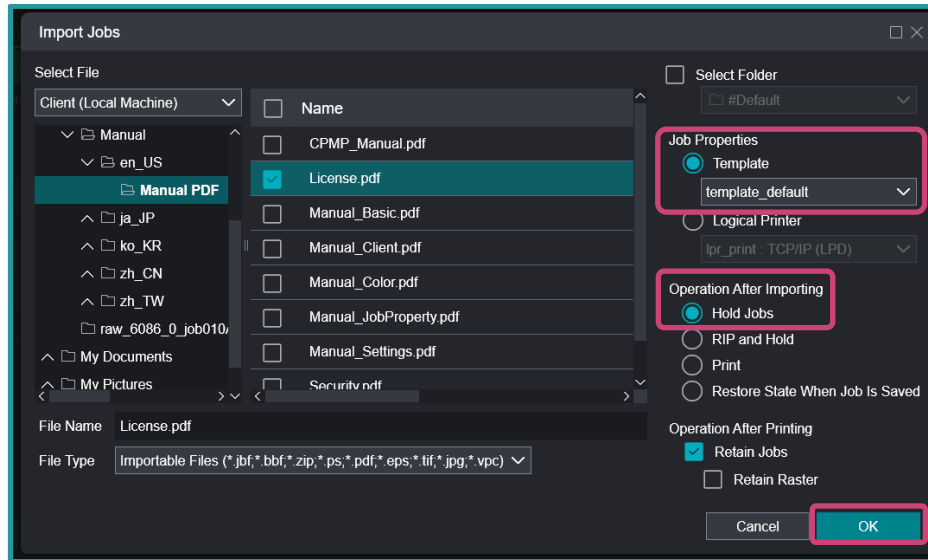 Import Jobs
Select File
Client (Local Machine)
Manual
en_US
Manual PDF
ja_JP
ko_KR
zh_CN
zh_TW
raw_6086_0_job010
My Documents
My Pictures
Name
CPMP_Manual.pdf
License.pdf
Manual_Basic.pdf
Manual_Client.pdf
Manual_Color.pdf
Manual_JobProperty.pdf
Manual_Settings.pdf
Security.pdf
File Name License.pdf
File Type Importable Files (*.jbf;*.bbf;*.zip;*.ps;*.pdf;*.eps;*.tif;*.jpg;*.vpc)
Select Folder
#Default
Job Properties
Template
template_default
Logical Printer
lpr_print : TCP/IP (LPD)
Operation After Importing
Hold Jobs
RIP and Hold
Print
Restore State When Job Is Saved
Operation After Printing
Retain Jobs
Retain Raster
Cancel OK